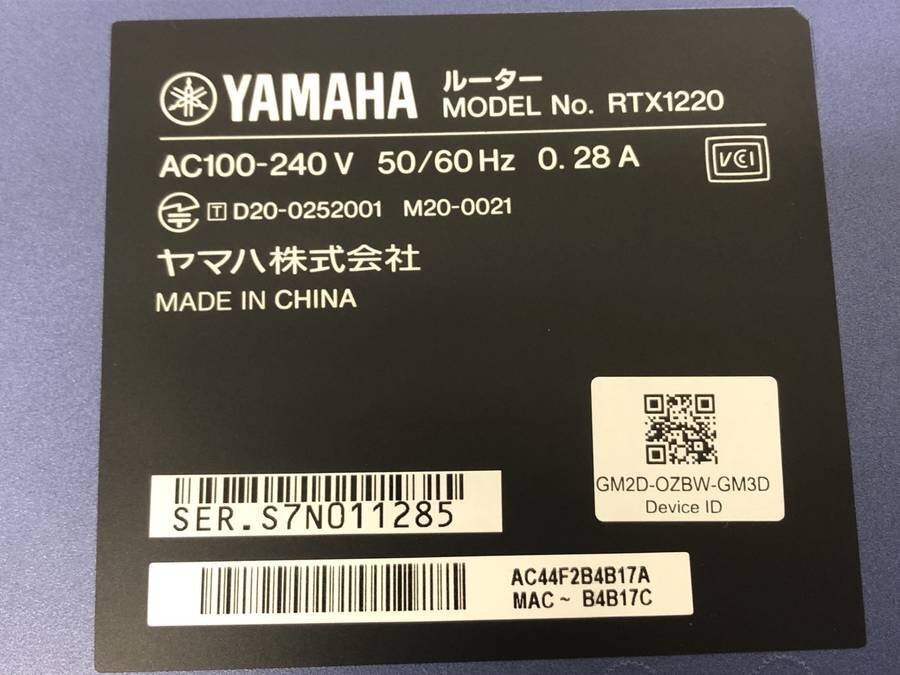 YAMAHA ルーター
MODEL No. RTX1220
AC100-240 V 50/60 Hz 0.28 A
VCI
T D20-0252001 M20-0021
ヤマハ株式会社
MADE IN CHINA
GM2D-OZBW-GM3D
Device ID
SER.S7N011285
AC44F2B4B17A
MAC ~ B4B17C